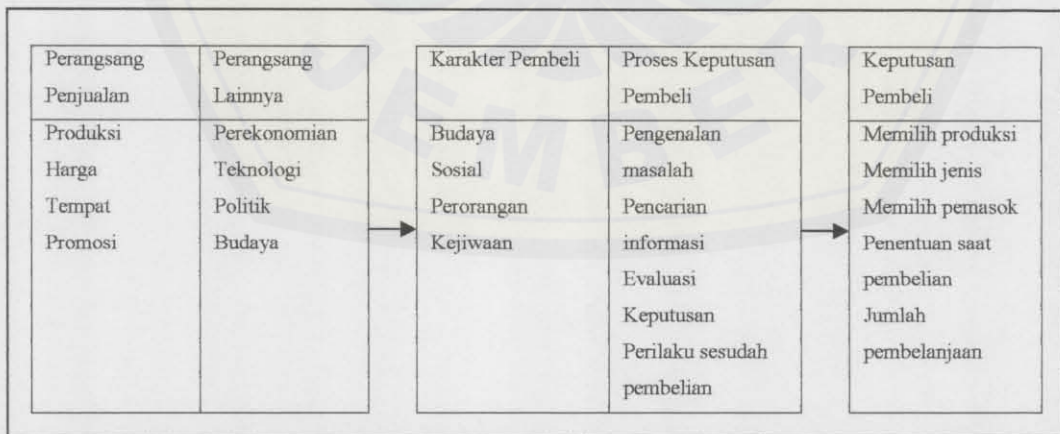 Perangsang
Penjualan
Produksi
Harga
Tempat
Promosi
Perangsang
Lainnya
Perekonomian
Teknologi
Politik
Budaya
Karakter Pembeli
Budaya
Sosial
Perorangan
Kejiwaan
Proses Keputusan
Pembeli
Pengenalan
masalah
Pencarian
informasi
Evaluasi
Keputusan
Perilaku sesudah
pembelian
Keputusan
Pembeli
Memilih produksi
Memilih jenis
Memilih pemasok
Penentuan saat
pembelian
Jumlah
pembelanjaan
JEMBER